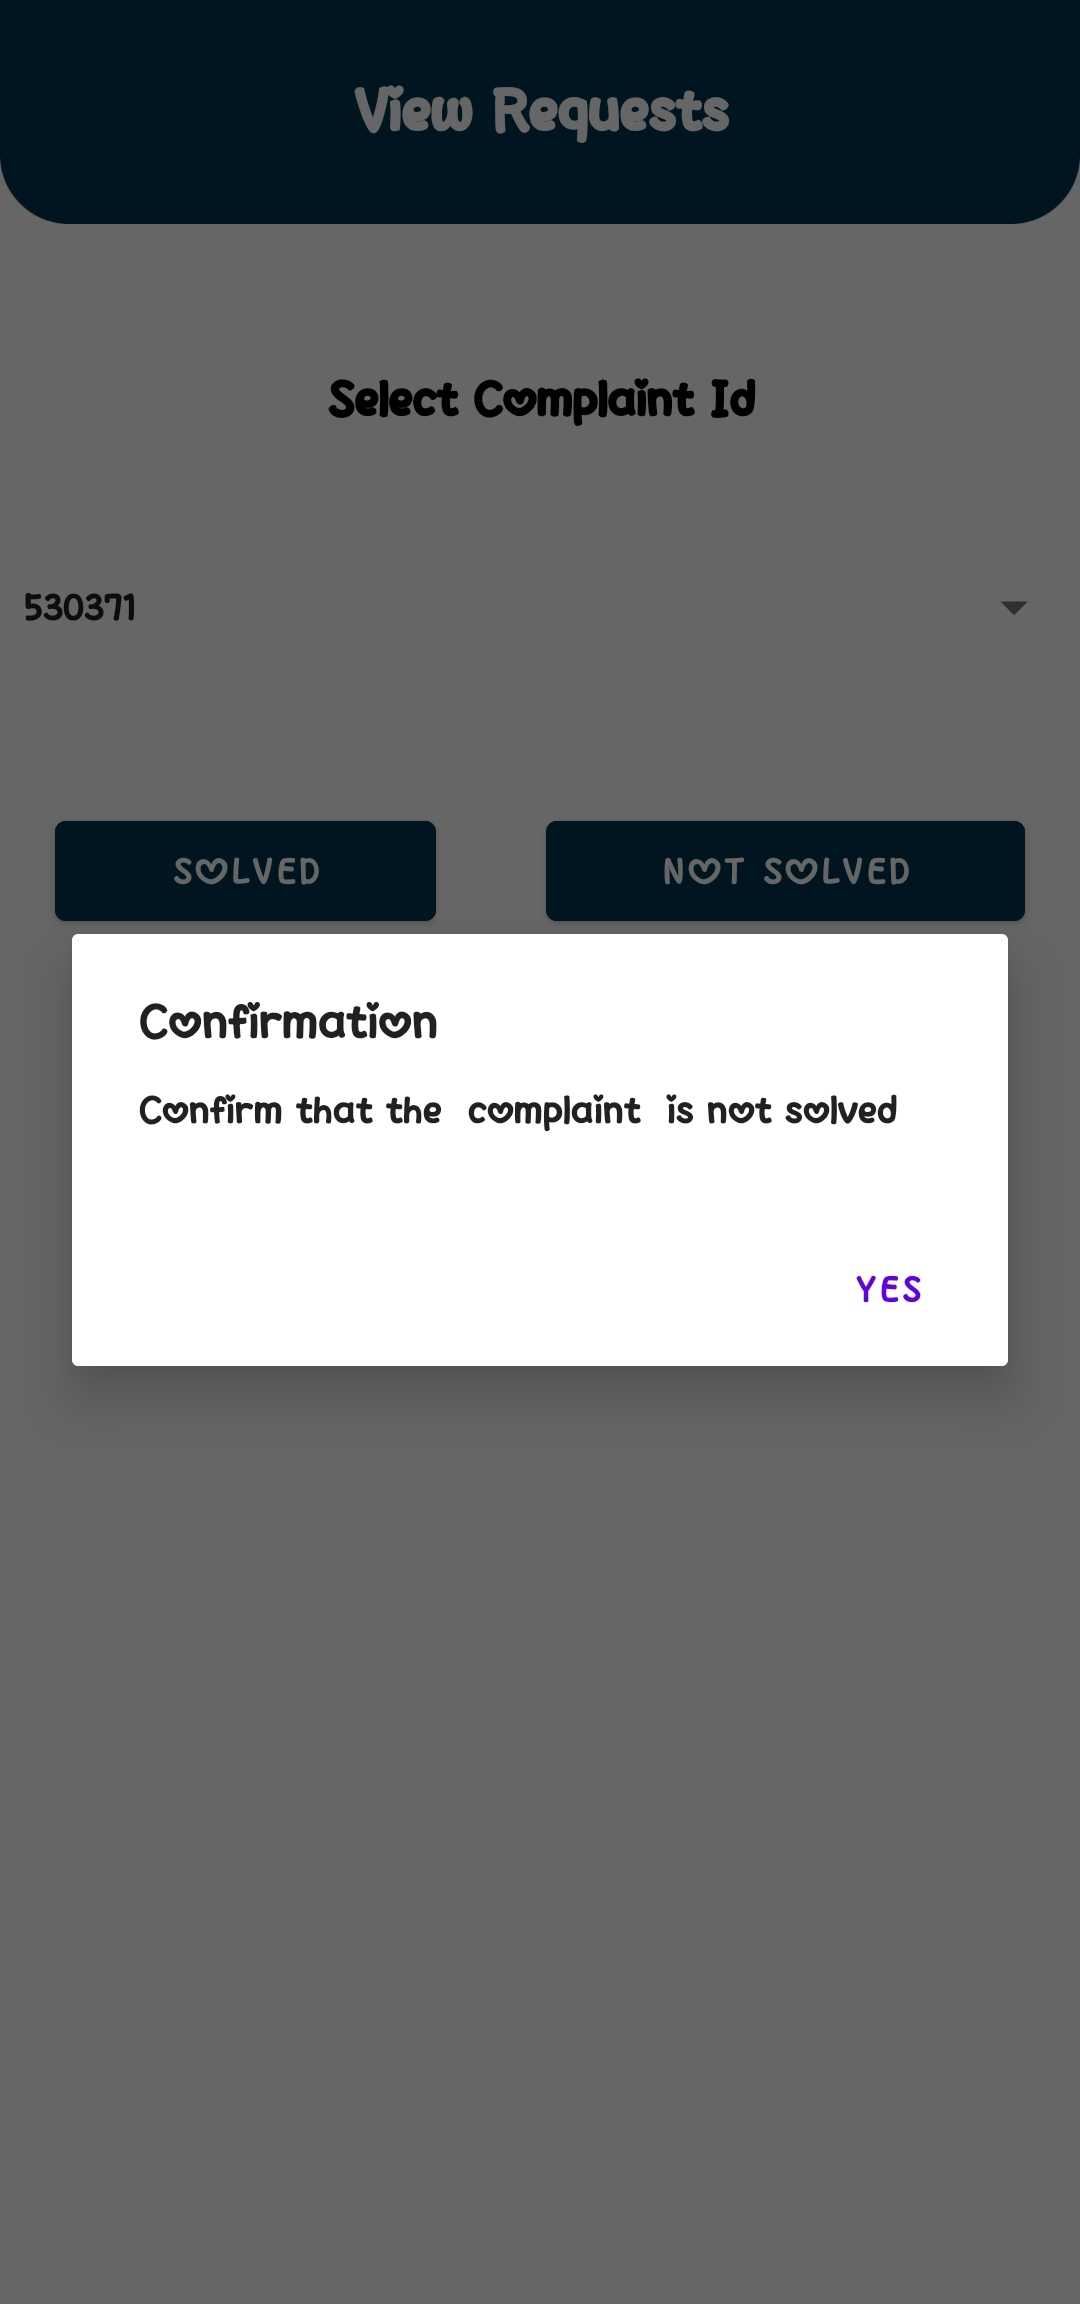 View Requests
Select Complaint Id
530371
SOLVED
NOT SOLVED
Confirmation
Confirm that the  complaint  is not solved
YES